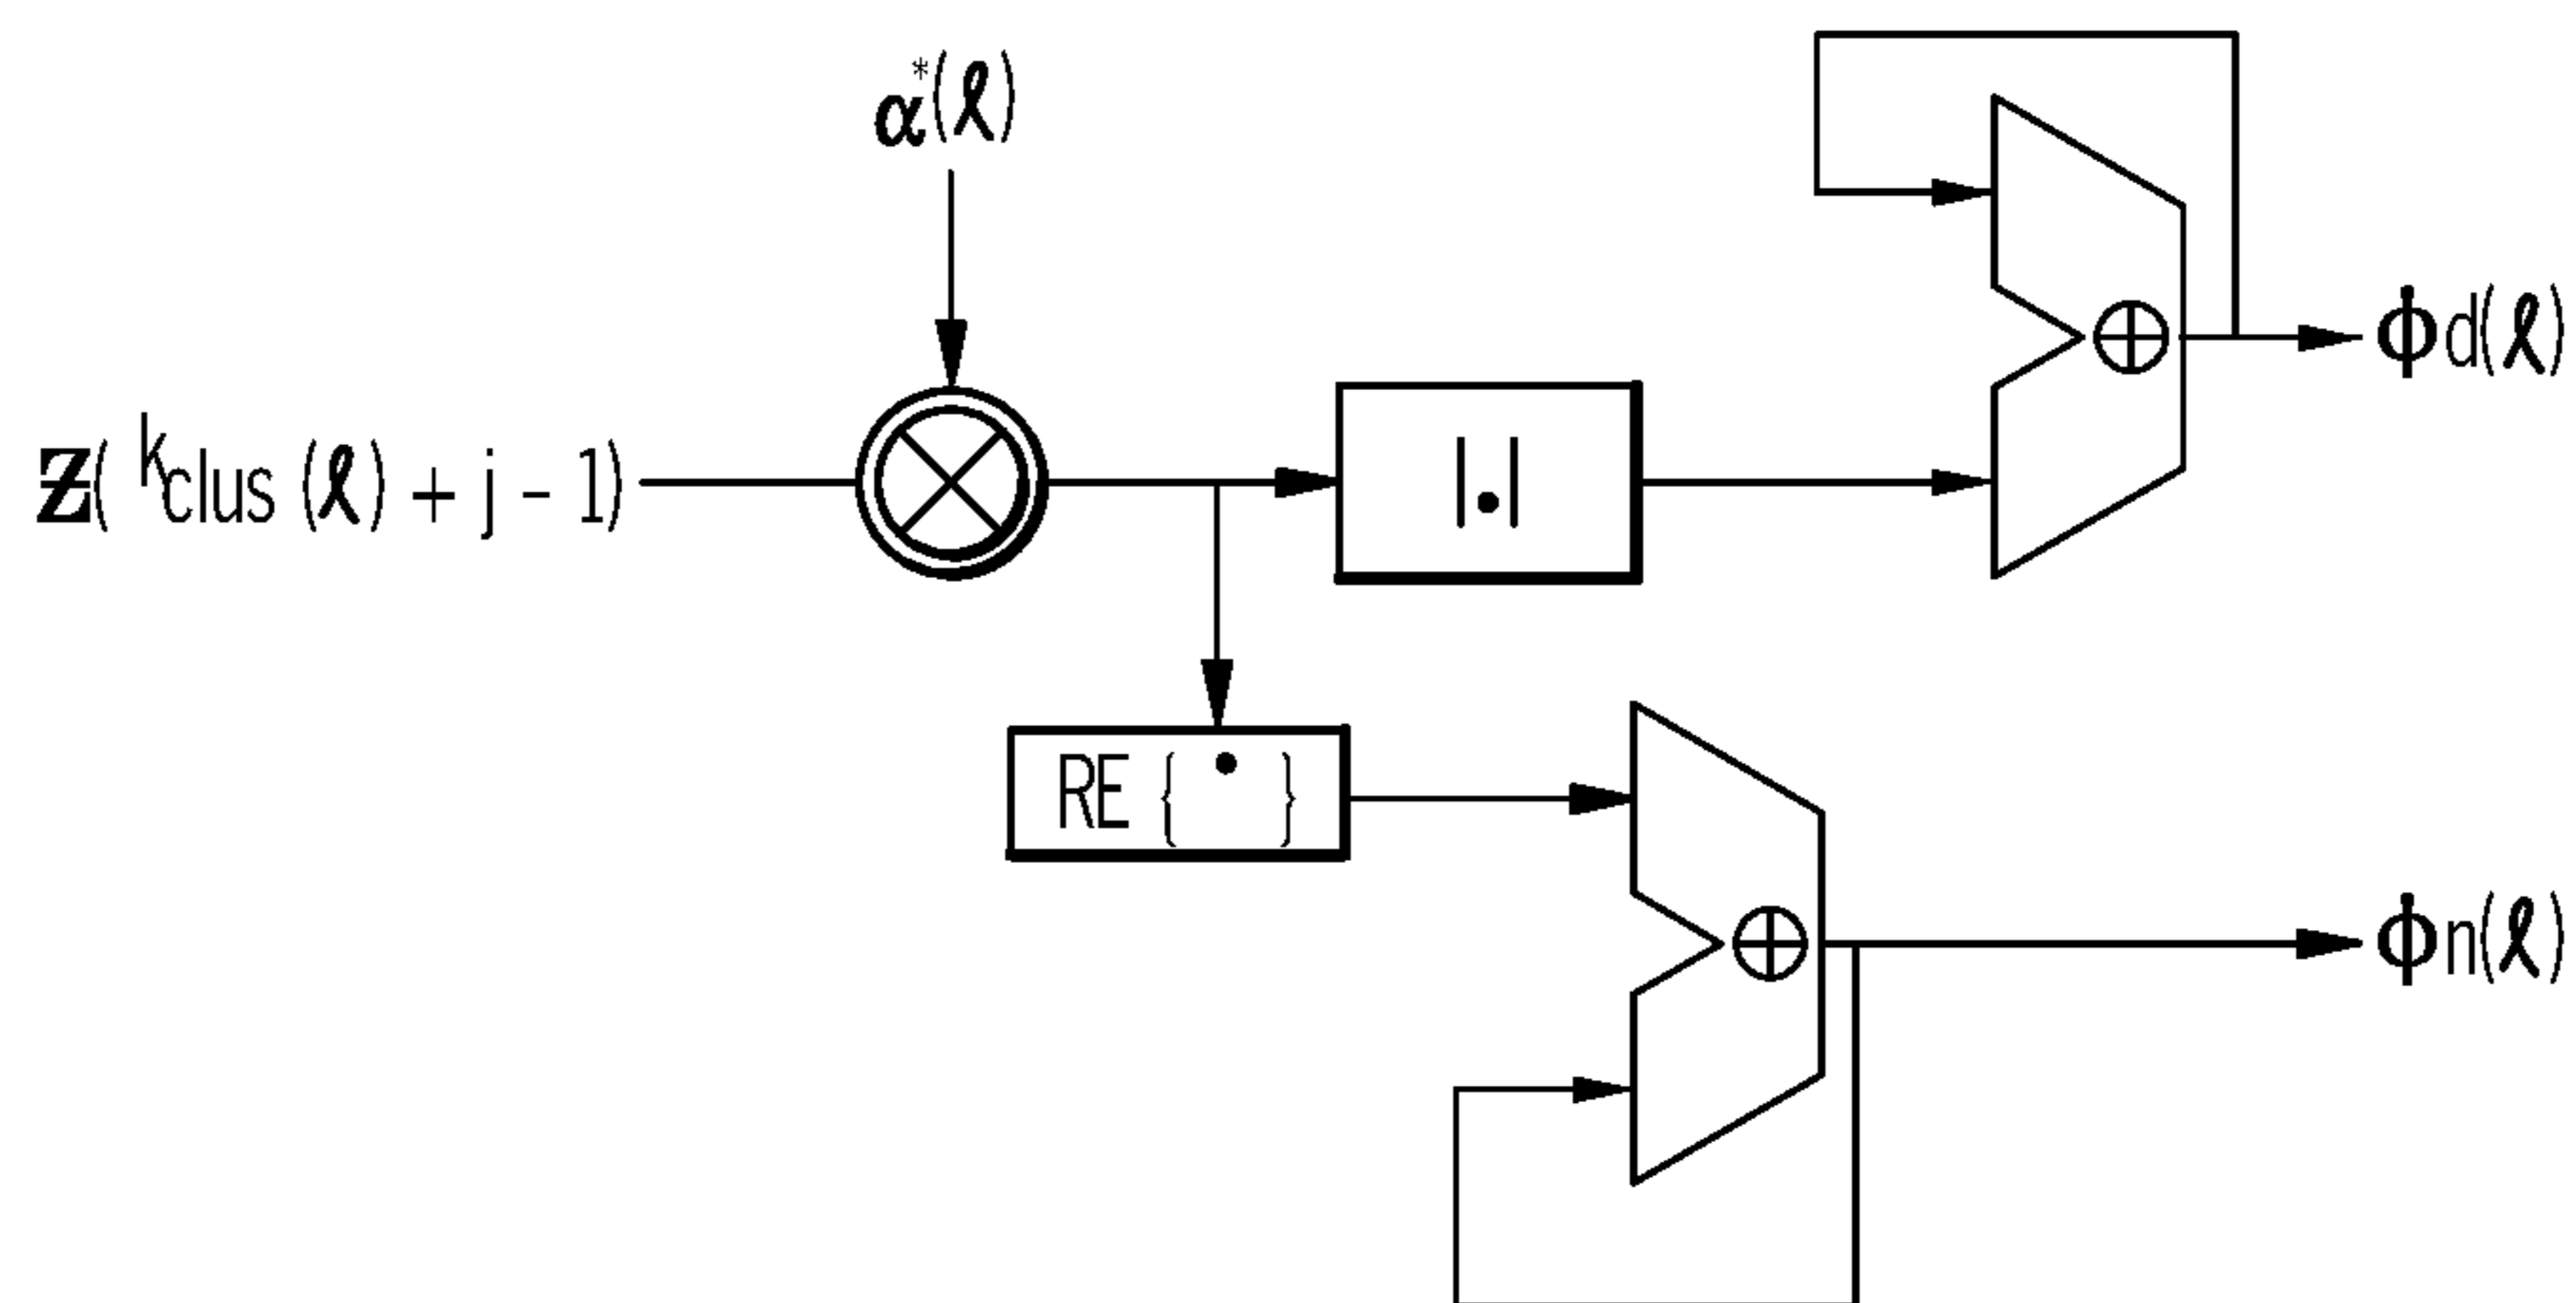 α*(ℓ)
Z( kclus (ℓ) + j - 1)
|.|
Φd(ℓ)
RE { • }
Φn(ℓ)